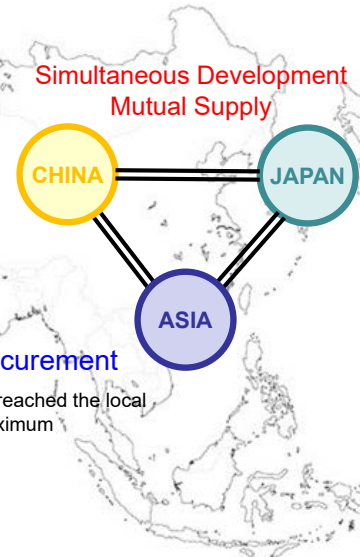 Simultaneous Development
Mutual Supply
CHINA
JAPAN
ASIA
curement
reached the local
ximum